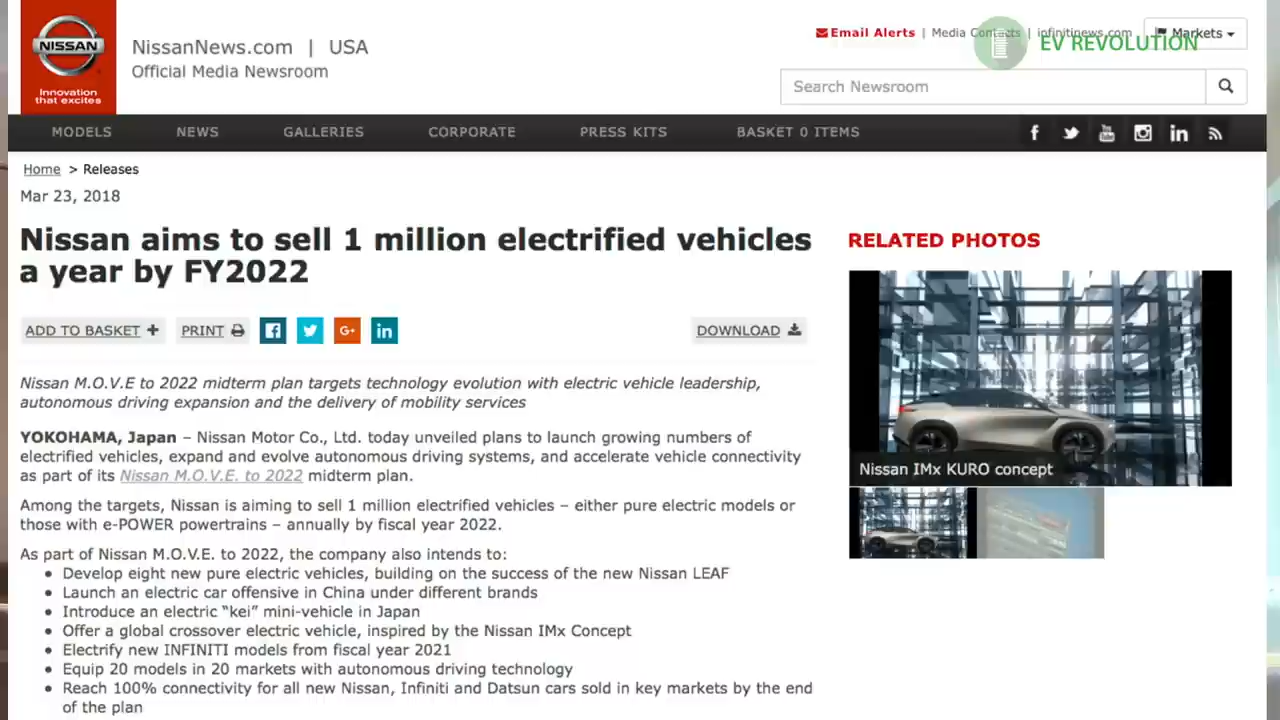 NISSAN
Innovation
that excites
NissanNews.com | USA
Official Media Newsroom
Email Alerts | Media Contacts | infinitinews.com
Markets
EV REVOLUTION
Search Newsroom
MODELS NEWS GALLERIES CORPORATE PRESS KITS BASKET 0 ITEMS
Home > Releases
Mar 23, 2018
Nissan aims to sell 1 million electrified vehicles
a year by FY2022
ADD TO BASKET + PRINT
DOWNLOAD
Nissan M.O.V.E to 2022 midterm plan targets technology evolution with electric vehicle leadership,
autonomous driving expansion and the delivery of mobility services
YOKOHAMA, Japan – Nissan Motor Co., Ltd. today unveiled plans to launch growing numbers of
electrified vehicles, expand and evolve autonomous driving systems, and accelerate vehicle connectivity
as part of its Nissan M.O.V.E. to 2022 midterm plan.
Among the targets, Nissan is aiming to sell 1 million electrified vehicles – either pure electric models or
those with e-POWER powertrains – annually by fiscal year 2022.
As part of Nissan M.O.V.E. to 2022, the company also intends to:
• Develop eight new pure electric vehicles, building on the success of the new Nissan LEAF
• Launch an electric car offensive in China under different brands
• Introduce an electric “kei” mini-vehicle in Japan
• Offer a global crossover electric vehicle, inspired by the Nissan IMx Concept
• Electrify new INFINITI models from fiscal year 2021
• Equip 20 models in 20 markets with autonomous driving technology
• Reach 100% connectivity for all new Nissan, Infiniti and Datsun cars sold in key markets by the end
of the plan
RELATED PHOTOS
Nissan IMx KURO concept